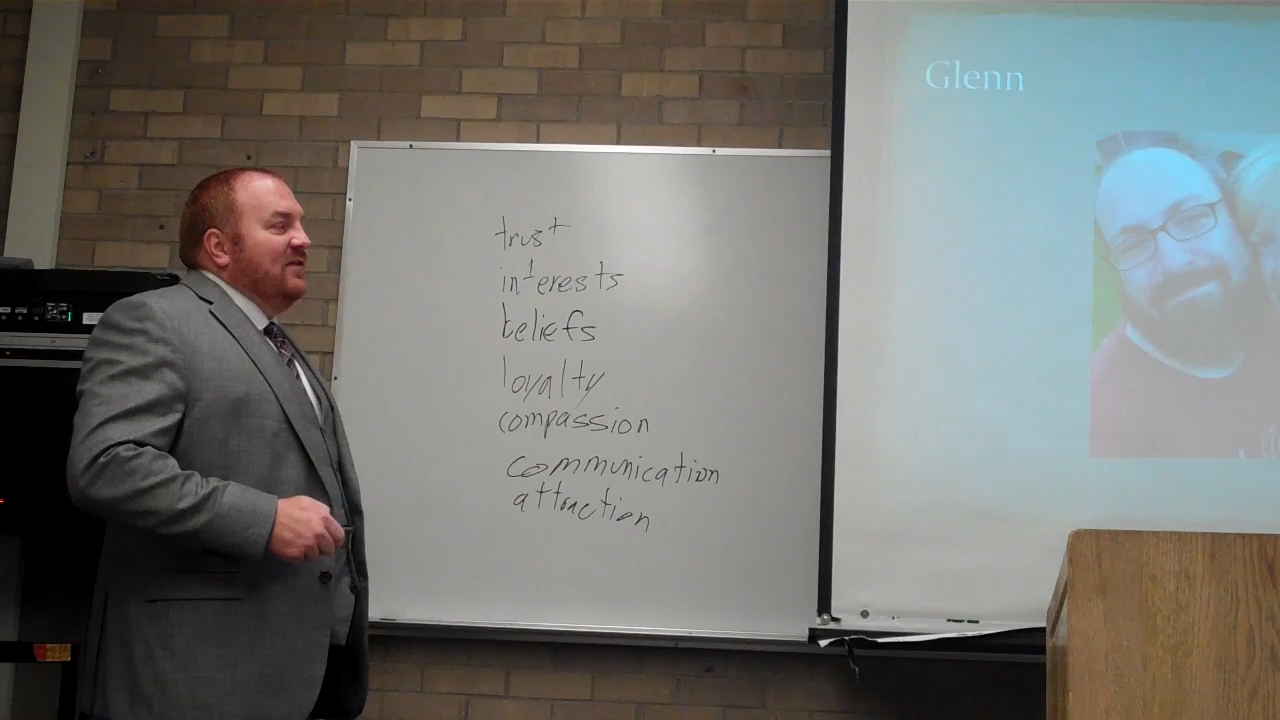 trust
interests
beliefs
loyalty
compassion
communication
attraction
Glenn